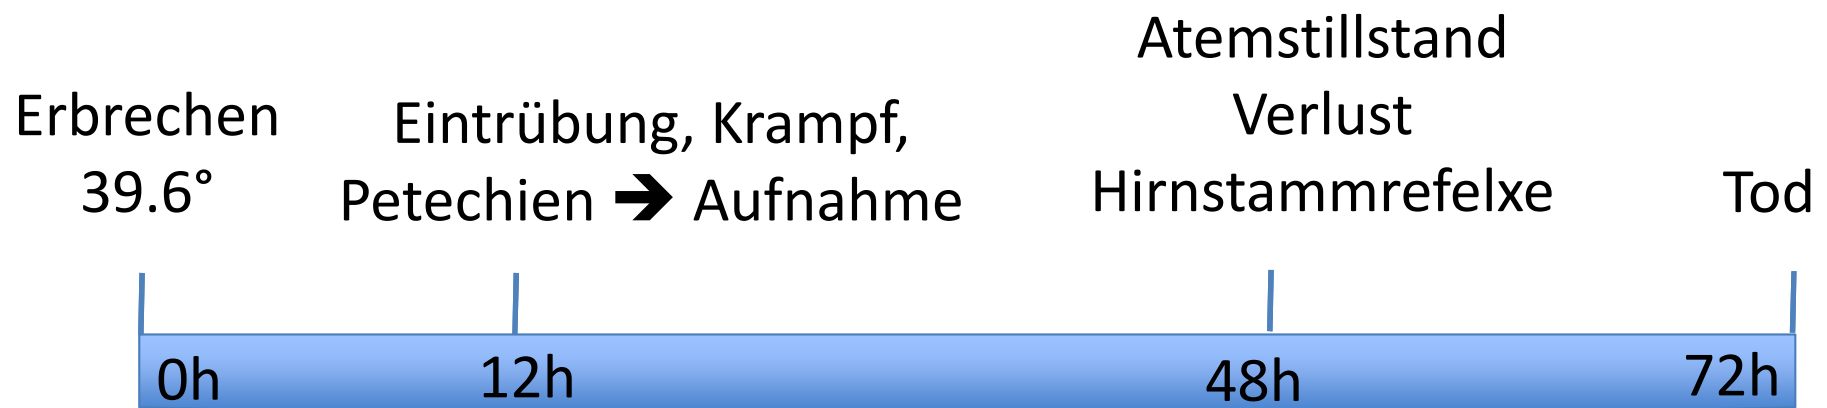 Erbrechen
39.6°
Eintrübung, Krampf,
Petechien ➔ Aufnahme
Atemstillstand
Verlust
Hirnstammrefelxe
Tod
0h
12h
48h
72h